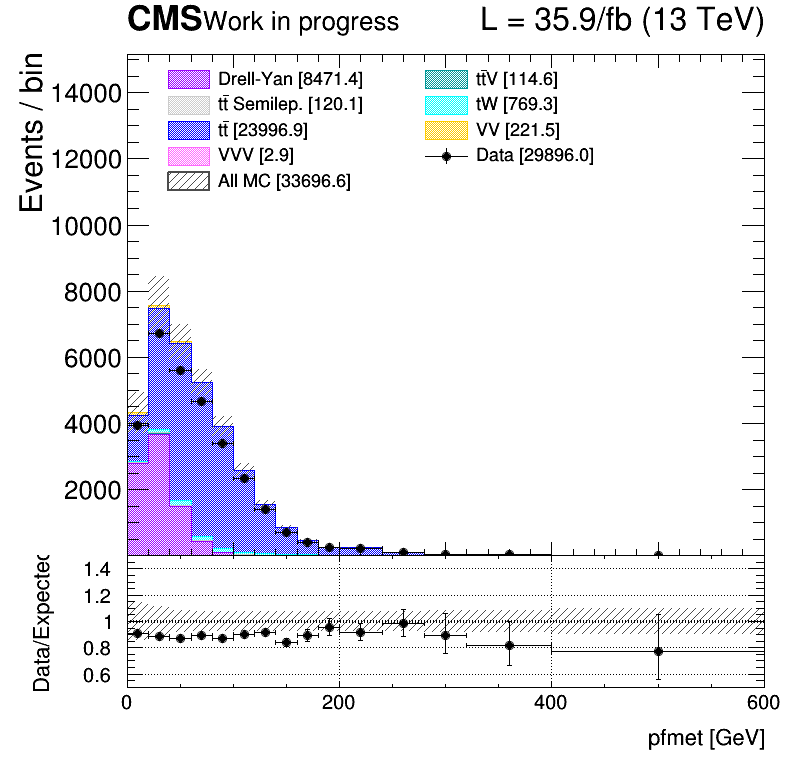 CMS Work in progress L = 35.9/fb (13 TeV)
Events / bin
14000
12000
10000
8000
6000
4000
2000
Drell-Yan [8471.4]
tt̄ Semilep. [120.1]
tt̄ [23996.9]
VVV [2.9]
All MC [33696.6]
tt̄V [114.6]
tW [769.3]
VV [221.5]
Data [29896.0]
Data/Expected
1.4
1.2
1
0.8
0.6
0 200 400 600
pfmet [GeV]